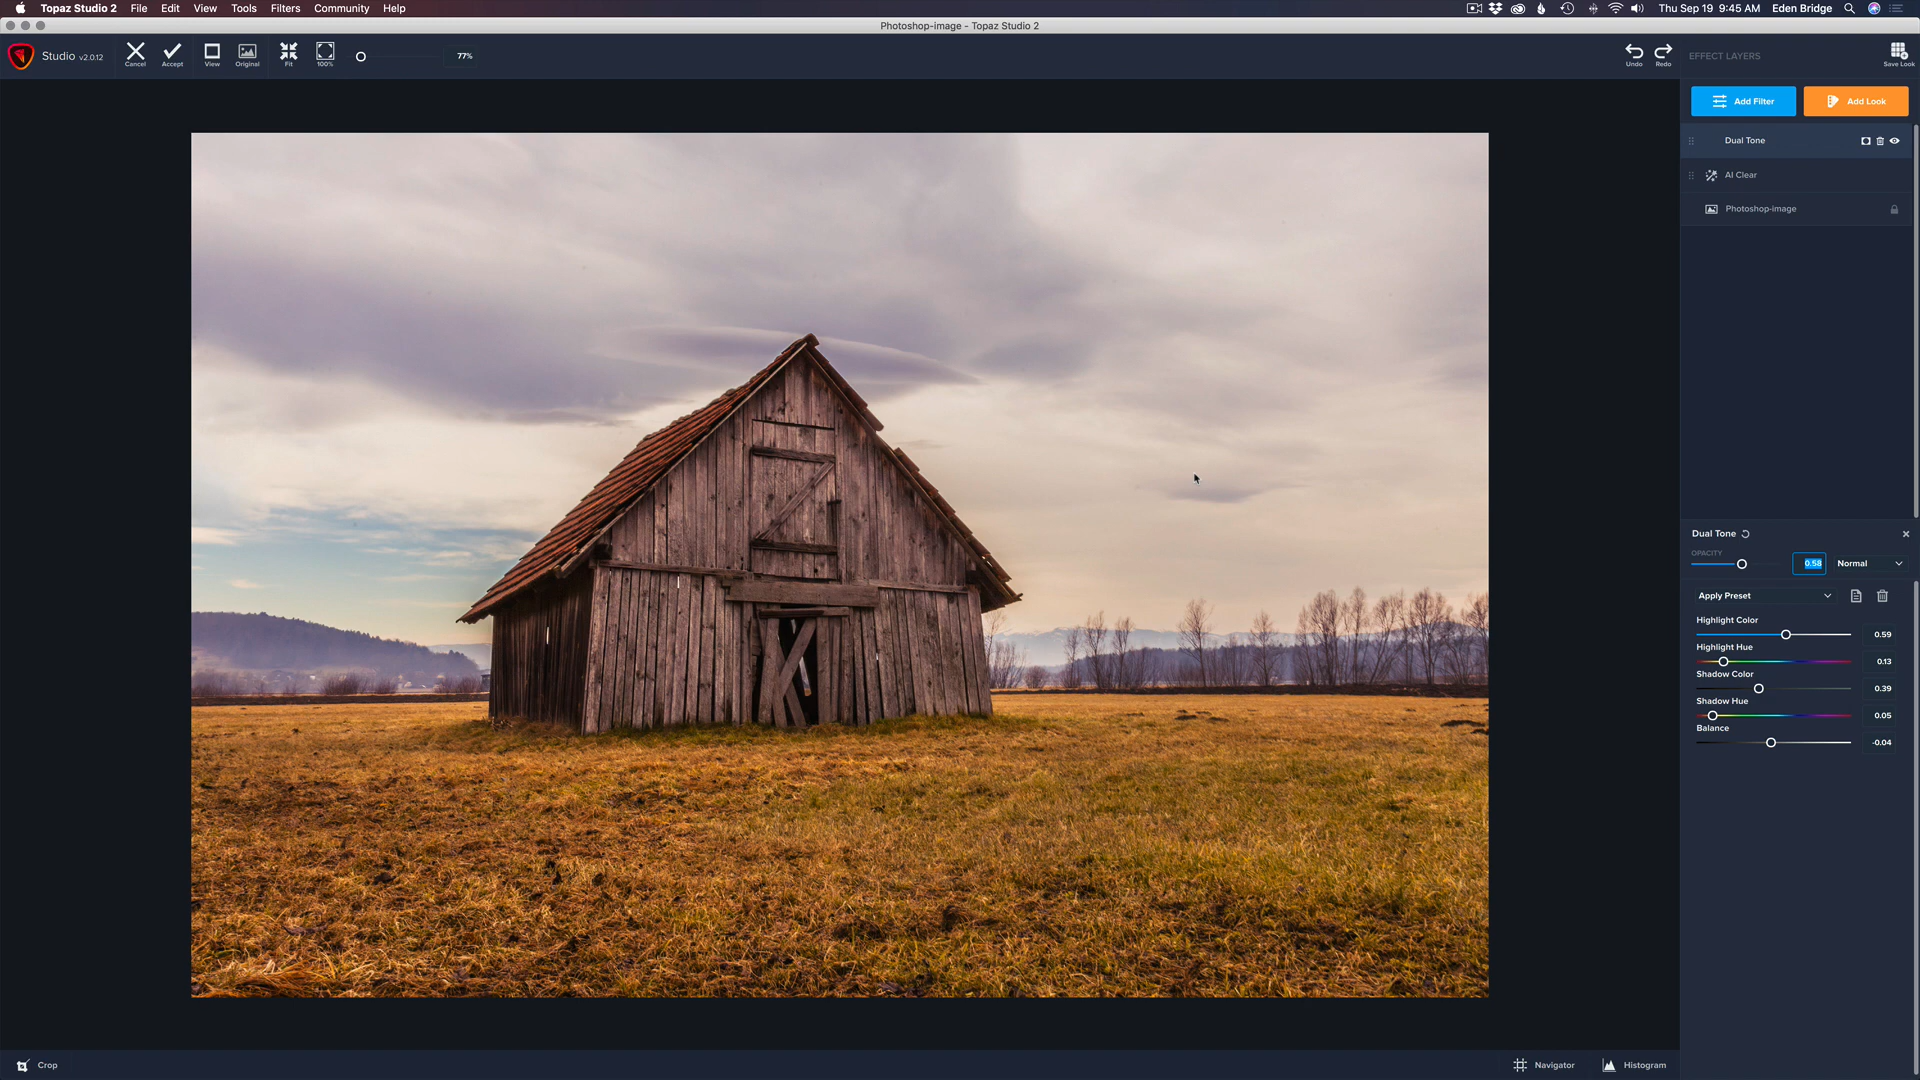 Topaz Studio 2 File Edit View Tools Filters Community Help Thu Sep 19 9:45 AM Eden Bridge
Photoshop-image - Topaz Studio 2
Studio v2.0.12 Cancel Accept View Original Fit 100% 77% Undo Redo EFFECT LAYERS Save Look
Add Filter Add Look
Dual Tone
AI Clear
Photoshop-image
Dual Tone
OPACITY 0.58 Normal
Apply Preset
Highlight Color
0.59
Highlight Hue
0.13
Shadow Color
0.39
Shadow Hue
0.05
Balance
-0.04
Crop Navigator Histogram